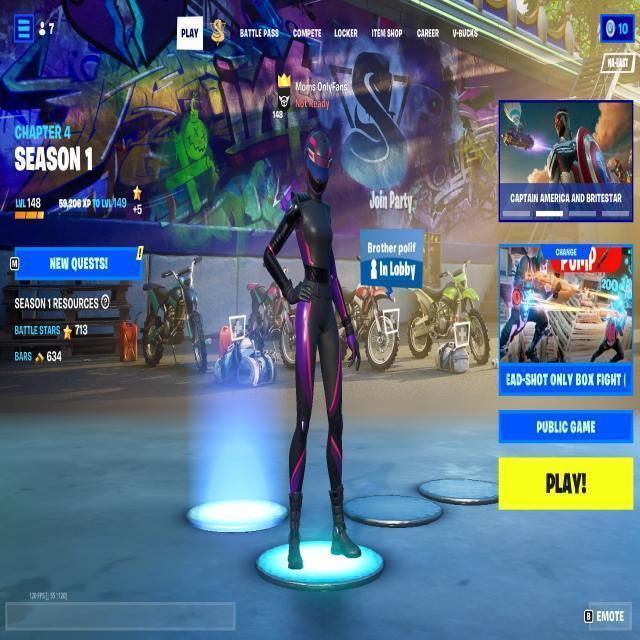 7
PLAY
BATTLE PASS
COMPETE
LOCKER
ITEM SHOP
CAREER
V-BUCKS
10
NA-EAST
Moms OnlyFans
Not Ready
148
CHAPTER 4
SEASON 1
LVL 148 59,206 XP TO LVL 149
+5
M
NEW QUESTS!
SEASON 1 RESOURCES ?
BATTLE STARS 713
BARS 634
Join Party
Brother polif
In Lobby
CAPTAIN AMERICA AND BRITESTAR
CHANGE
PUMP
200
EAD-SHOT ONLY BOX FIGHT (
PUBLIC GAME
PLAY!
B EMOTE